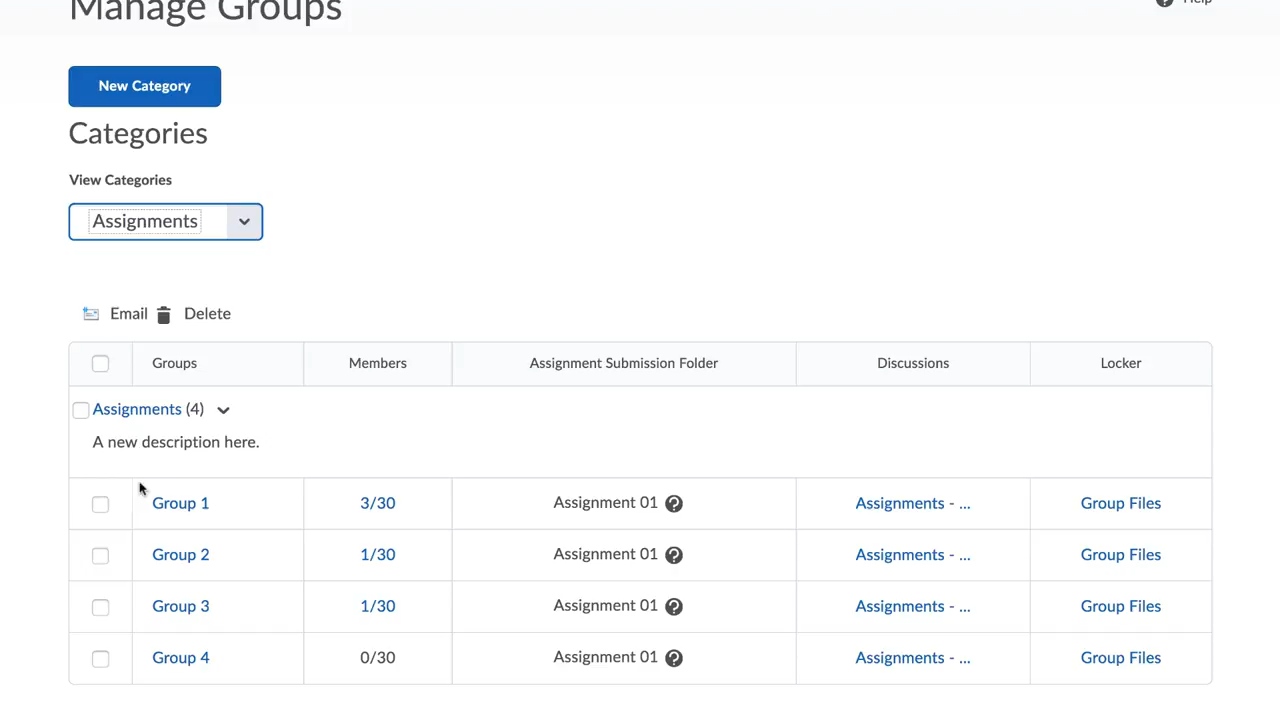 Manage Groups
Help
New Category
Categories
View Categories
Assignments
Email Delete
Groups Members Assignment Submission Folder Discussions Locker
Assignments (4)
A new description here.
Group 1 3/30 Assignment 01 Assignments - ... Group Files
Group 2 1/30 Assignment 01 Assignments - ... Group Files
Group 3 1/30 Assignment 01 Assignments - ... Group Files
Group 4 0/30 Assignment 01 Assignments - ... Group Files